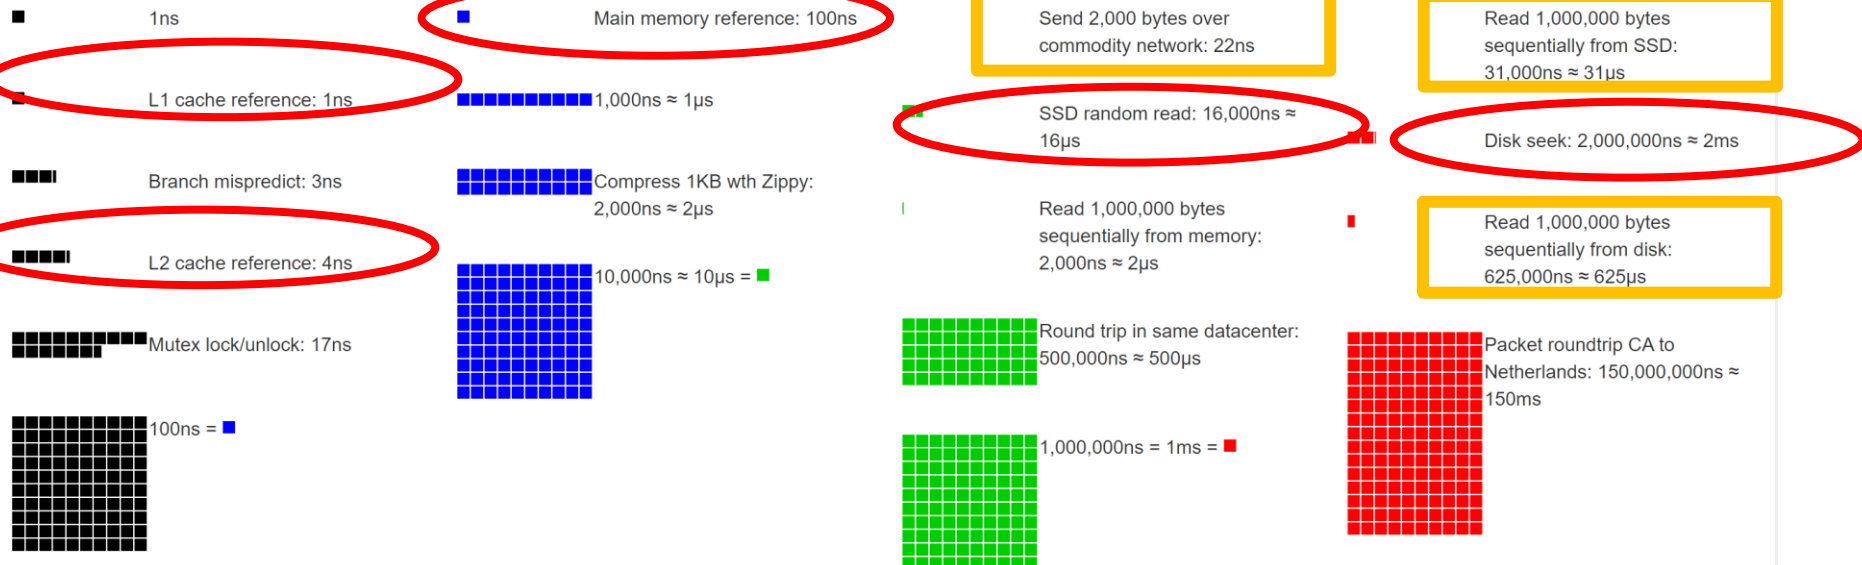 1ns
L1 cache reference: 1ns
Branch mispredict: 3ns
L2 cache reference: 4ns
Mutex lock/unlock: 17ns
100ns =
Main memory reference: 100ns
1,000ns ≈ 1μs
Compress 1KB wth Zippy:
2,000ns ≈ 2μs
10,000ns ≈ 10μs =
Send 2,000 bytes over
commodity network: 22ns
SSD random read: 16,000ns ≈
16μs
Read 1,000,000 bytes
sequentially from memory:
2,000ns ≈ 2μs
Round trip in same datacenter:
500,000ns ≈ 500μs
1,000,000ns = 1ms =
Read 1,000,000 bytes
sequentially from SSD:
31,000ns ≈ 31μs
Disk seek: 2,000,000ns ≈ 2ms
Read 1,000,000 bytes
sequentially from disk:
625,000ns ≈ 625μs
Packet roundtrip CA to
Netherlands: 150,000,000ns ≈
150ms